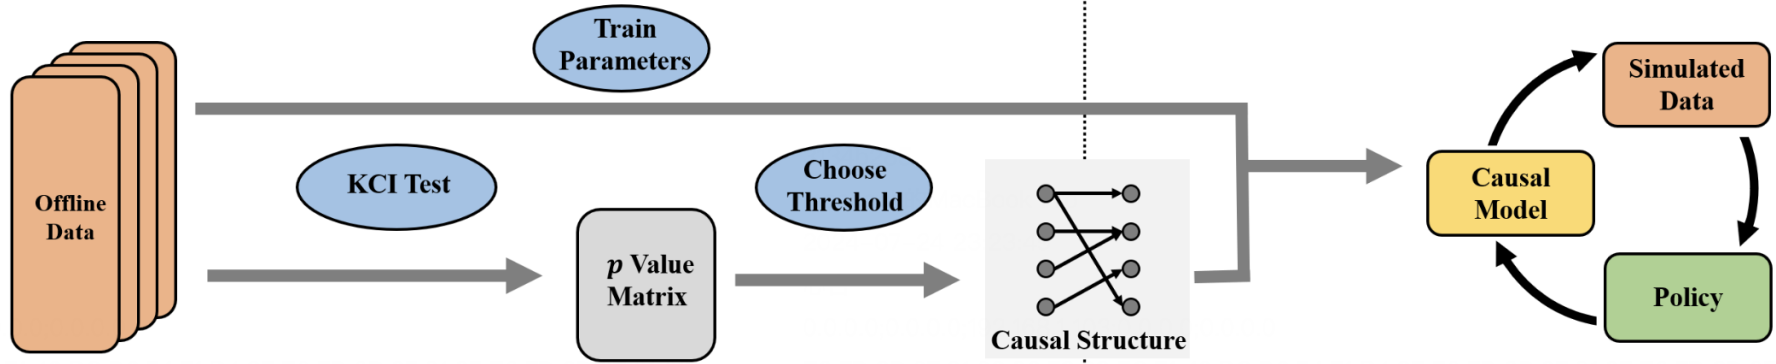 Train
Parameters
Offline
Data
KCI Test
p Value
Matrix
Choose
Threshold
Causal Structure
Causal
Model
Simulated
Data
Policy